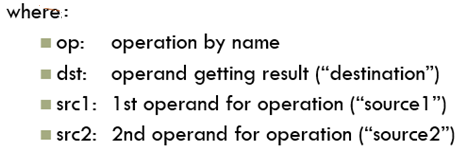 where:
op: operation by name
dst: operand getting result (“destination”)
src1: 1st operand for operation (“source1”)
src2: 2nd operand for operation (“source2”)